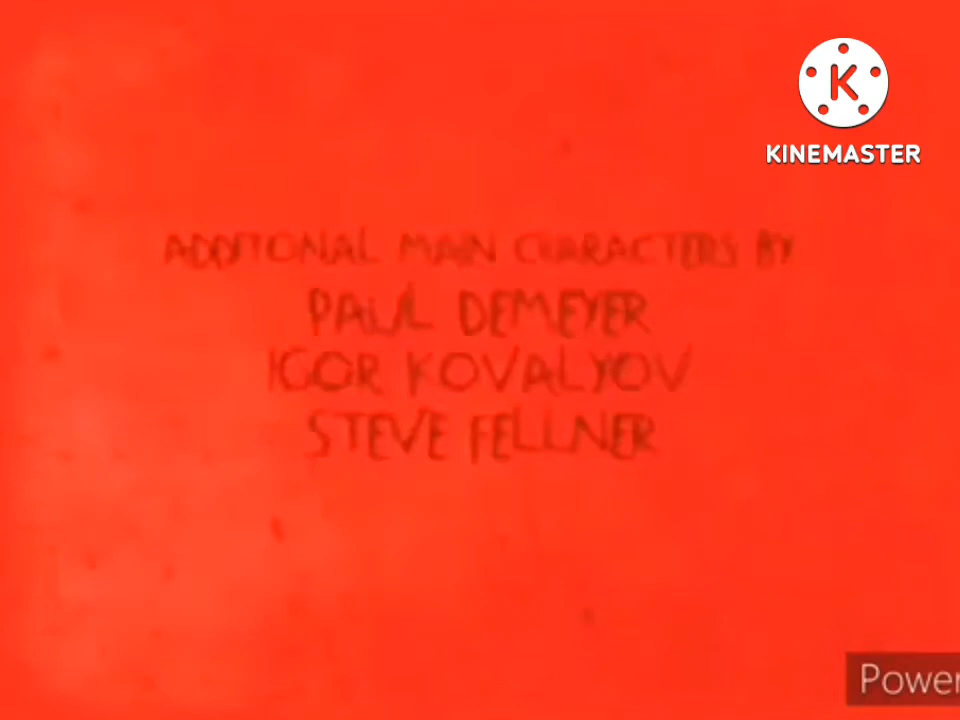 K
KINEMASTER
ADDITIONAL MAIN CHARACTERS BY
PAUL DEMEYER
IGOR KOVALYOV
STEVE FELLNER
Power